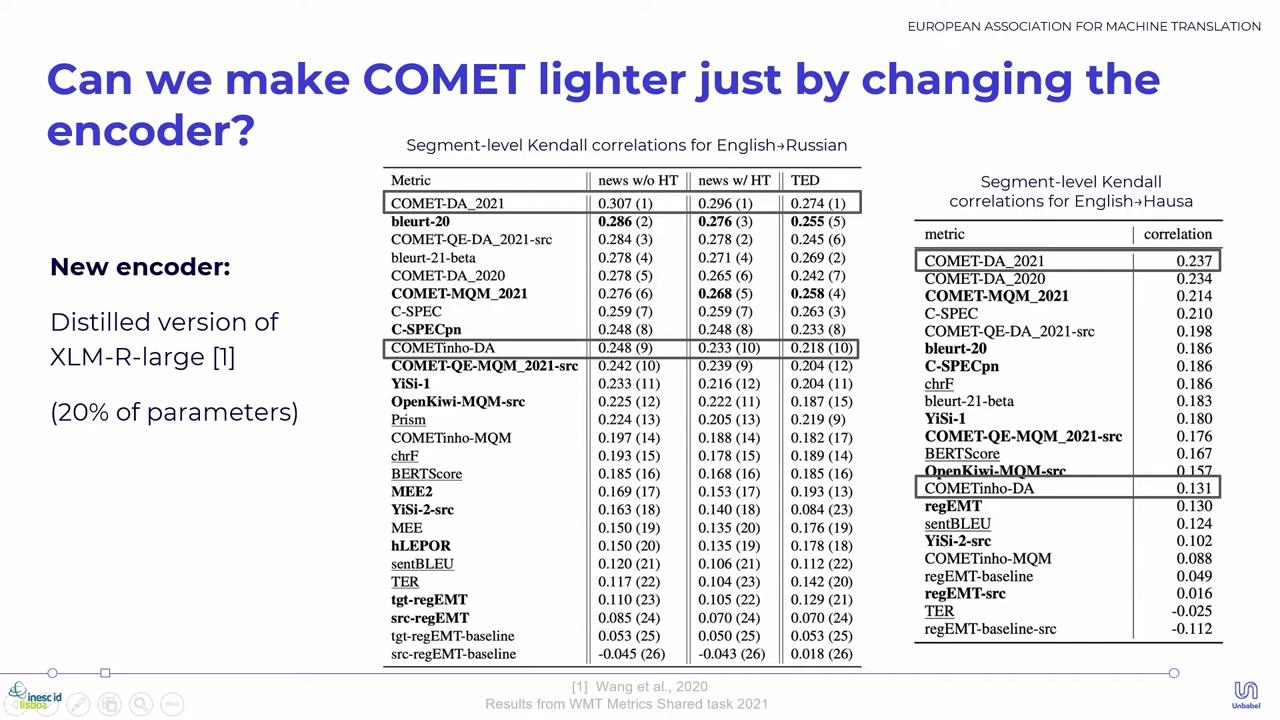 EUROPEAN ASSOCIATION FOR MACHINE TRANSLATION
Can we make COMET lighter just by changing the
encoder?
New encoder:
Distilled version of
XLM-R-large [1]
(20% of parameters)
Segment-level Kendall correlations for English→Russian
Metric news w/o HT news w/ HT TED
COMET-DA_2021 0.307 (1) 0.296 (1) 0.274 (1)
bleurt-20 0.286 (2) 0.276 (3) 0.255 (5)
COMET-QE-DA_2021-src 0.284 (3) 0.278 (2) 0.245 (6)
bleurt-21-beta 0.278 (4) 0.271 (4) 0.269 (2)
COMET-DA_2020 0.278 (5) 0.265 (6) 0.242 (7)
COMET-MQM_2021 0.276 (6) 0.268 (5) 0.258 (4)
C-SPEC 0.259 (7) 0.259 (7) 0.263 (3)
C-SPECpn 0.248 (8) 0.248 (8) 0.233 (8)
COMETinho-DA 0.248 (9) 0.233 (10) 0.218 (10)
COMET-QE-MQM_2021-src 0.242 (10) 0.239 (9) 0.204 (12)
YiSi-1 0.233 (11) 0.216 (12) 0.204 (11)
OpenKiwi-MQM-src 0.225 (12) 0.222 (11) 0.187 (15)
Prism 0.224 (13) 0.205 (13) 0.219 (9)
COMETinho-MQM 0.197 (14) 0.188 (14) 0.182 (17)
chrF 0.193 (15) 0.178 (15) 0.189 (14)
BERTScore 0.185 (16) 0.168 (16) 0.185 (16)
MEE2 0.169 (17) 0.153 (17) 0.193 (13)
YiSi-2-src 0.163 (18) 0.140 (18) 0.084 (23)
MEE 0.150 (19) 0.135 (20) 0.176 (19)
hLEPOR 0.150 (20) 0.135 (19) 0.178 (18)
sentBLEU 0.120 (21) 0.106 (21) 0.112 (22)
TER 0.117 (22) 0.104 (23) 0.142 (20)
tgt-regEMT 0.110 (23) 0.105 (22) 0.129 (21)
src-regEMT 0.085 (24) 0.070 (24) 0.070 (24)
tgt-regEMT-baseline 0.053 (25) 0.050 (25) 0.053 (25)
src-regEMT-baseline -0.045 (26) -0.043 (26) 0.018 (26)
Segment-level Kendall
correlations for English→Hausa
metric correlation
COMET-DA_2021 0.237
COMET-DA_2020 0.234
COMET-MQM_2021 0.214
C-SPEC 0.210
COMET-QE-DA_2021-src 0.198
bleurt-20 0.186
C-SPECpn 0.186
chrF 0.186
bleurt-21-beta 0.183
YiSi-1 0.180
COMET-QE-MQM_2021-src 0.176
BERTScore 0.167
OpenKiwi-MQM-src 0.157
COMETinho-DA 0.131
regEMT 0.130
sentBLEU 0.124
YiSi-2-src 0.102
COMETinho-MQM 0.088
regEMT-baseline 0.049
regEMT-src 0.016
TER -0.025
regEMT-baseline-src -0.112
[1] Wang et al., 2020
Results from WMT Metrics Shared task 2021
inesc id
lisboa
Unbabel